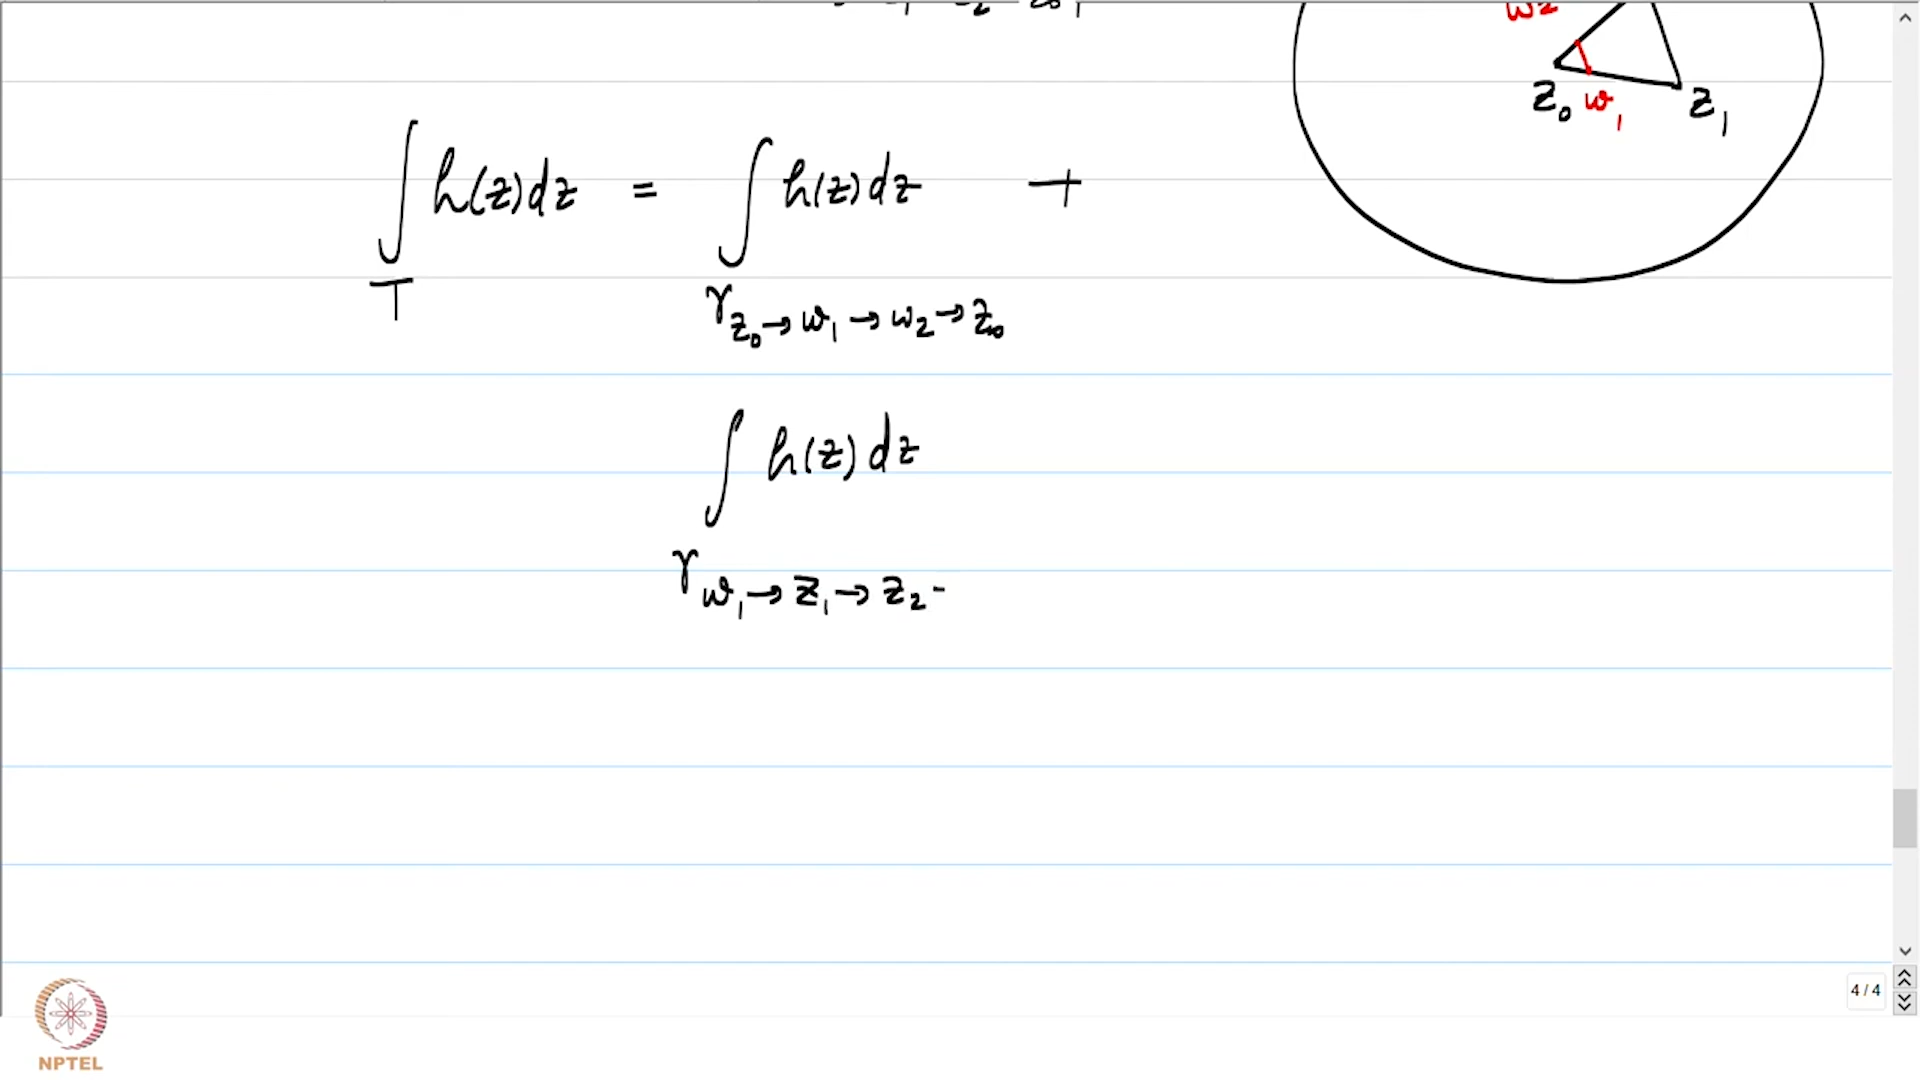 w2
z₀ w₁ z₁
∫_T h(z)dz = ∫_{γ_{z₀→w₁→w₂→z₀}} h(z)dz +
∫_{γ_{w₁→z₁→z₂-}} h(z)dz
4 / 4
NPTEL